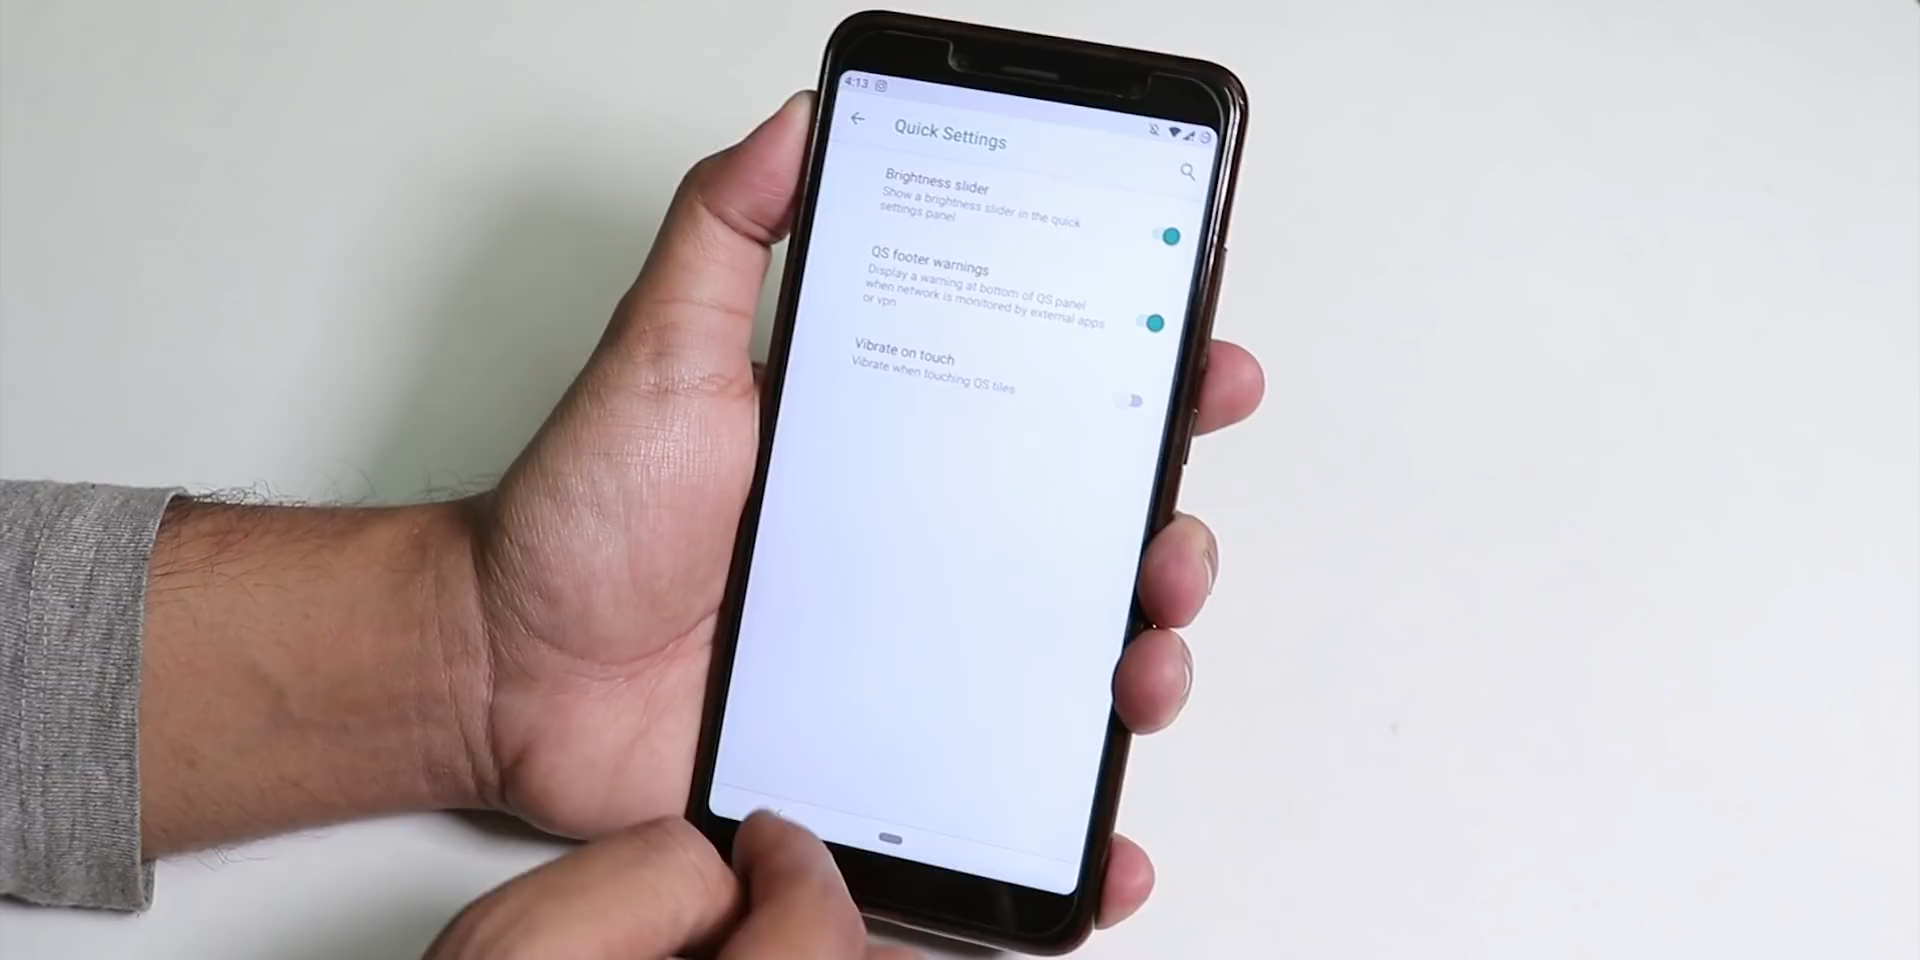 4:13
Quick Settings
Brightness slider
Show a brightness slider in the quick
settings panel
QS footer warnings
Display a warning at bottom of QS panel
when network is monitored by external apps
or vpn
Vibrate on touch
Vibrate when touching QS tiles